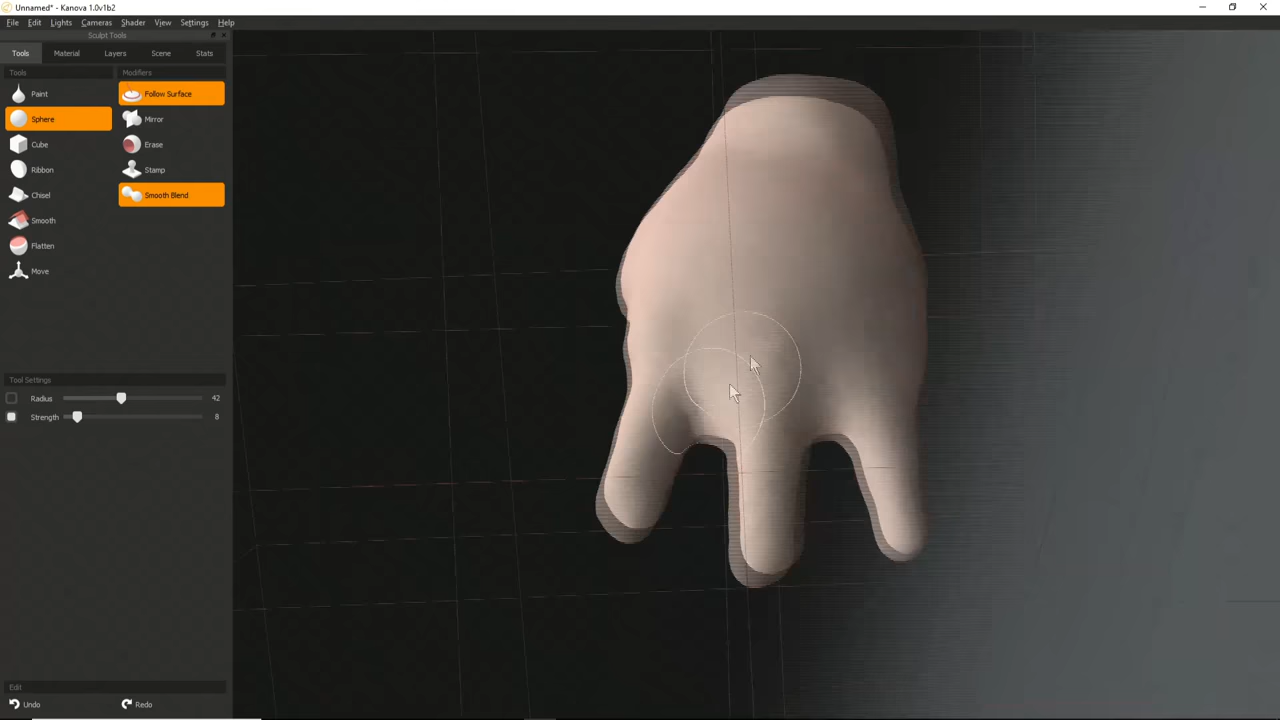 Unnamed* - Kanova 1.0v1b2
File Edit Lights Cameras Shader View Settings Help
Sculpt Tools
Tools Material Layers Scene Stats
Tools Modifiers
Paint Follow Surface
Sphere Mirror
Cube Erase
Ribbon Stamp
Chisel Smooth Blend
Smooth
Flatten
Move
Tool Settings
Radius 42
Strength 8
Edit
Undo Redo